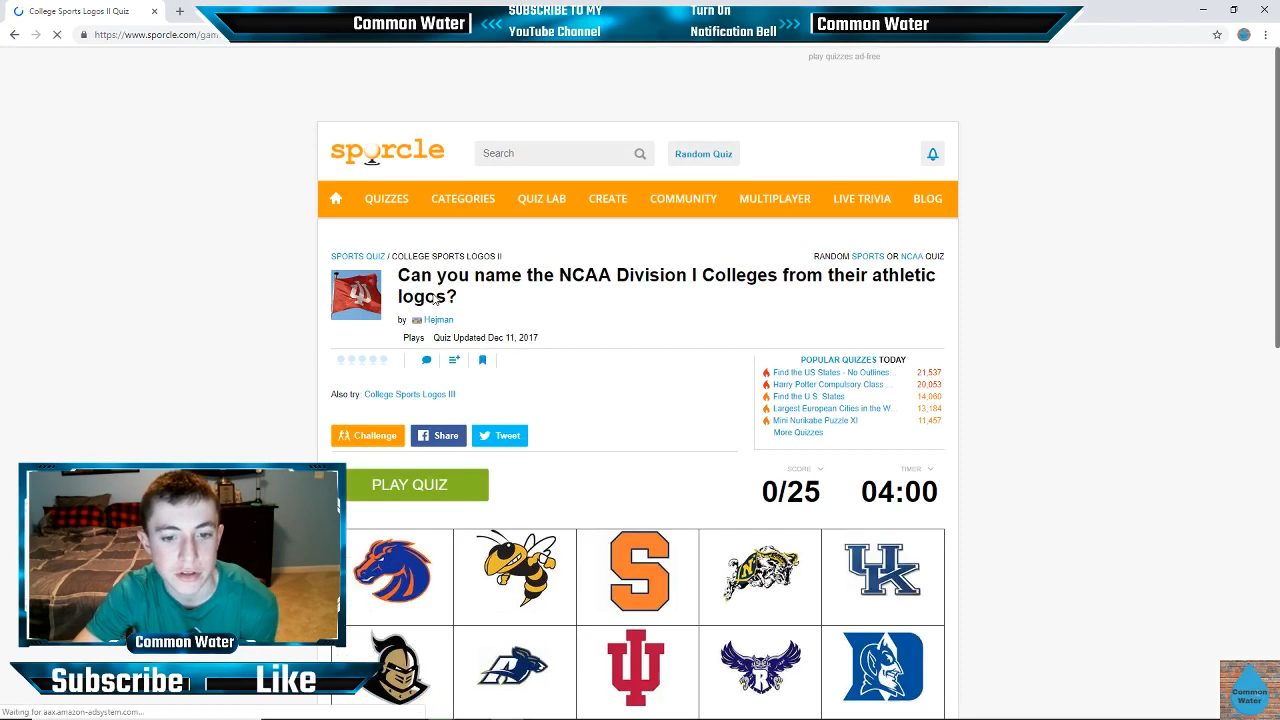 College Sports Logos II Quiz
https://www.sporcle.com/gam
Common Water
SUBSCRIBE TO MY
YouTube Channel
Turn On
Notification Bell
Common Water
play quizzes ad-free
sporcle
Search
Random Quiz
QUIZZES
CATEGORIES
QUIZ LAB
CREATE
COMMUNITY
MULTIPLAYER
LIVE TRIVIA
BLOG
SPORTS QUIZ / COLLEGE SPORTS LOGOS II
RANDOM SPORTS OR NCAA QUIZ
Can you name the NCAA Division I Colleges from their athletic
logos?
by Hejman
Plays Quiz Updated Dec 11, 2017
POPULAR QUIZZES TODAY
Find the US States - No Outlines... 21,537
Harry Potter Compulsory Class ... 20,053
Find the U.S. States 14,060
Largest European Cities in the W... 13,184
Mini Nurikabe Puzzle XI 11,457
More Quizzes
Also try: College Sports Logos III
Challenge
Share
Tweet
PLAY QUIZ
SCORE
0/25
TIMER
04:00
S
N
UK
IU
R
D
Common Water
Subscribe
Like
Waiting for aax.amazon-adsystem.com...
Common
Water